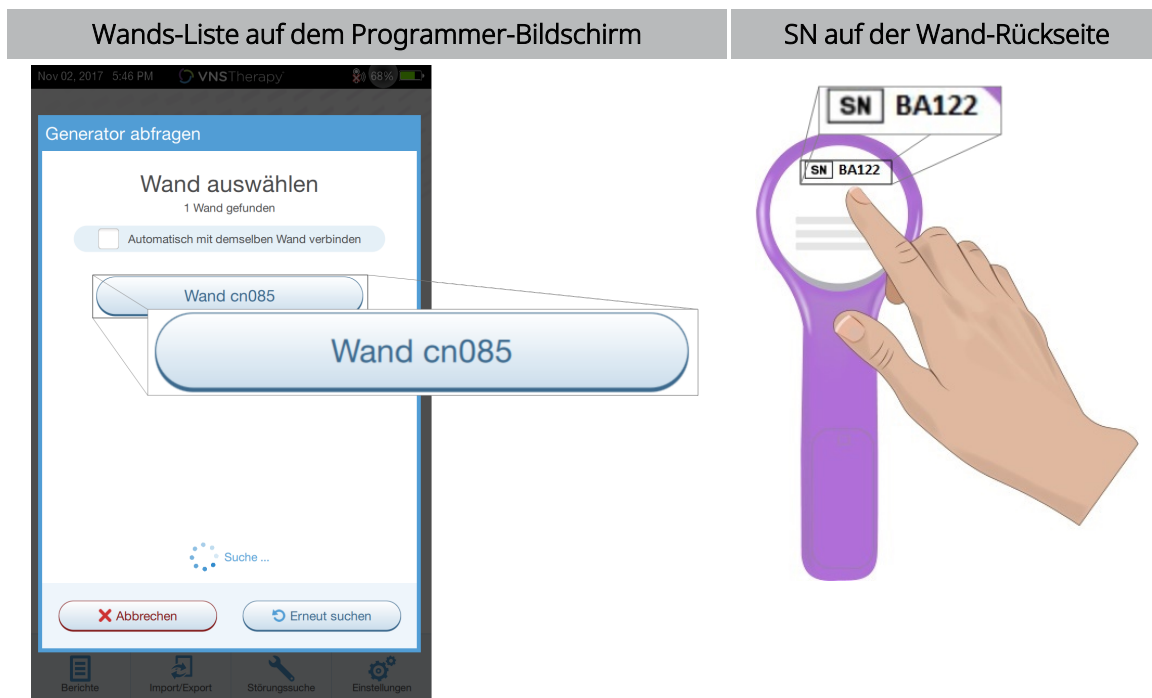 Wands-Liste auf dem Programmer-Bildschirm
SN auf der Wand-Rückseite
Nov 02, 2017 5:46 PM
VNSTherapy
68%
Generator abfragen
Wand auswählen
1 Wand gefunden
Automatisch mit demselben Wand verbinden
Wand cn085
Wand cn085
Suche ...
Abbrechen
Erneut suchen
Berichte
Import/Export
Störungssuche
Einstellungen
SN BA122
SN BA122